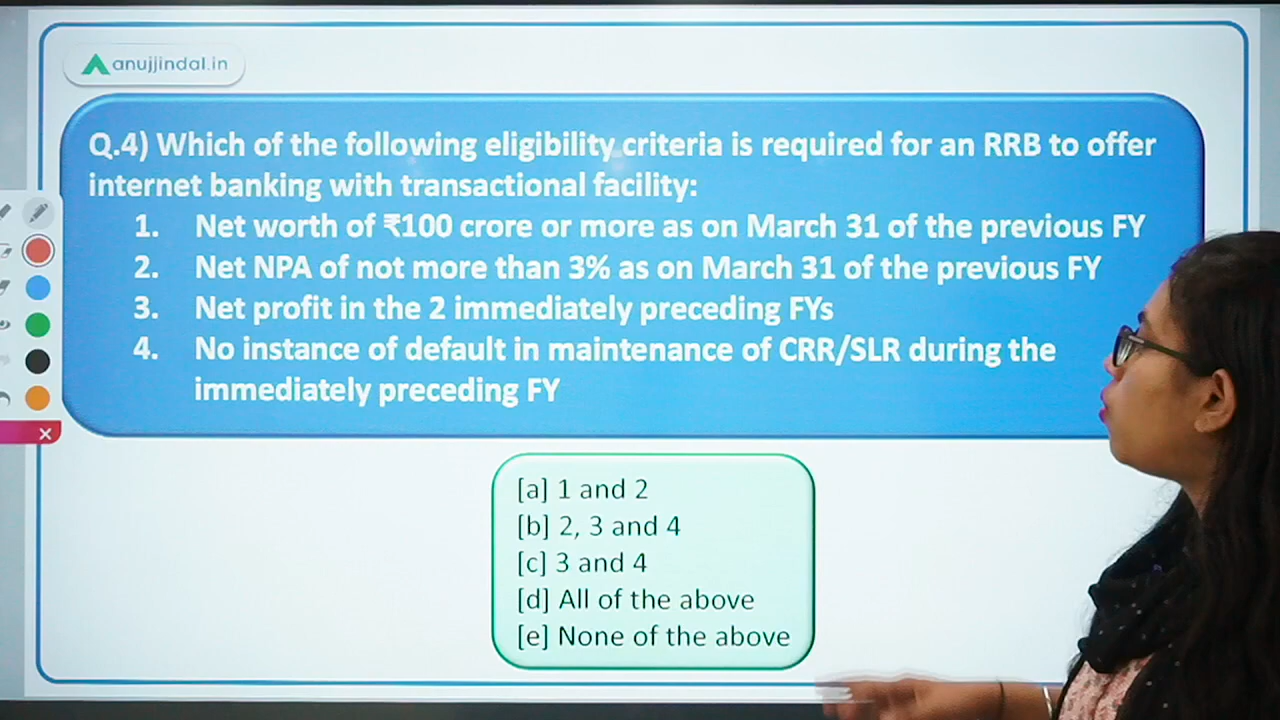 anujjindal.in
Q.4) Which of the following eligibility criteria is required for an RRB to offer
internet banking with transactional facility:
1. Net worth of ₹100 crore or more as on March 31 of the previous FY
2. Net NPA of not more than 3% as on March 31 of the previous FY
3. Net profit in the 2 immediately preceding FYs
4. No instance of default in maintenance of CRR/SLR during the
immediately preceding FY
[a] 1 and 2
[b] 2, 3 and 4
[c] 3 and 4
[d] All of the above
[e] None of the above